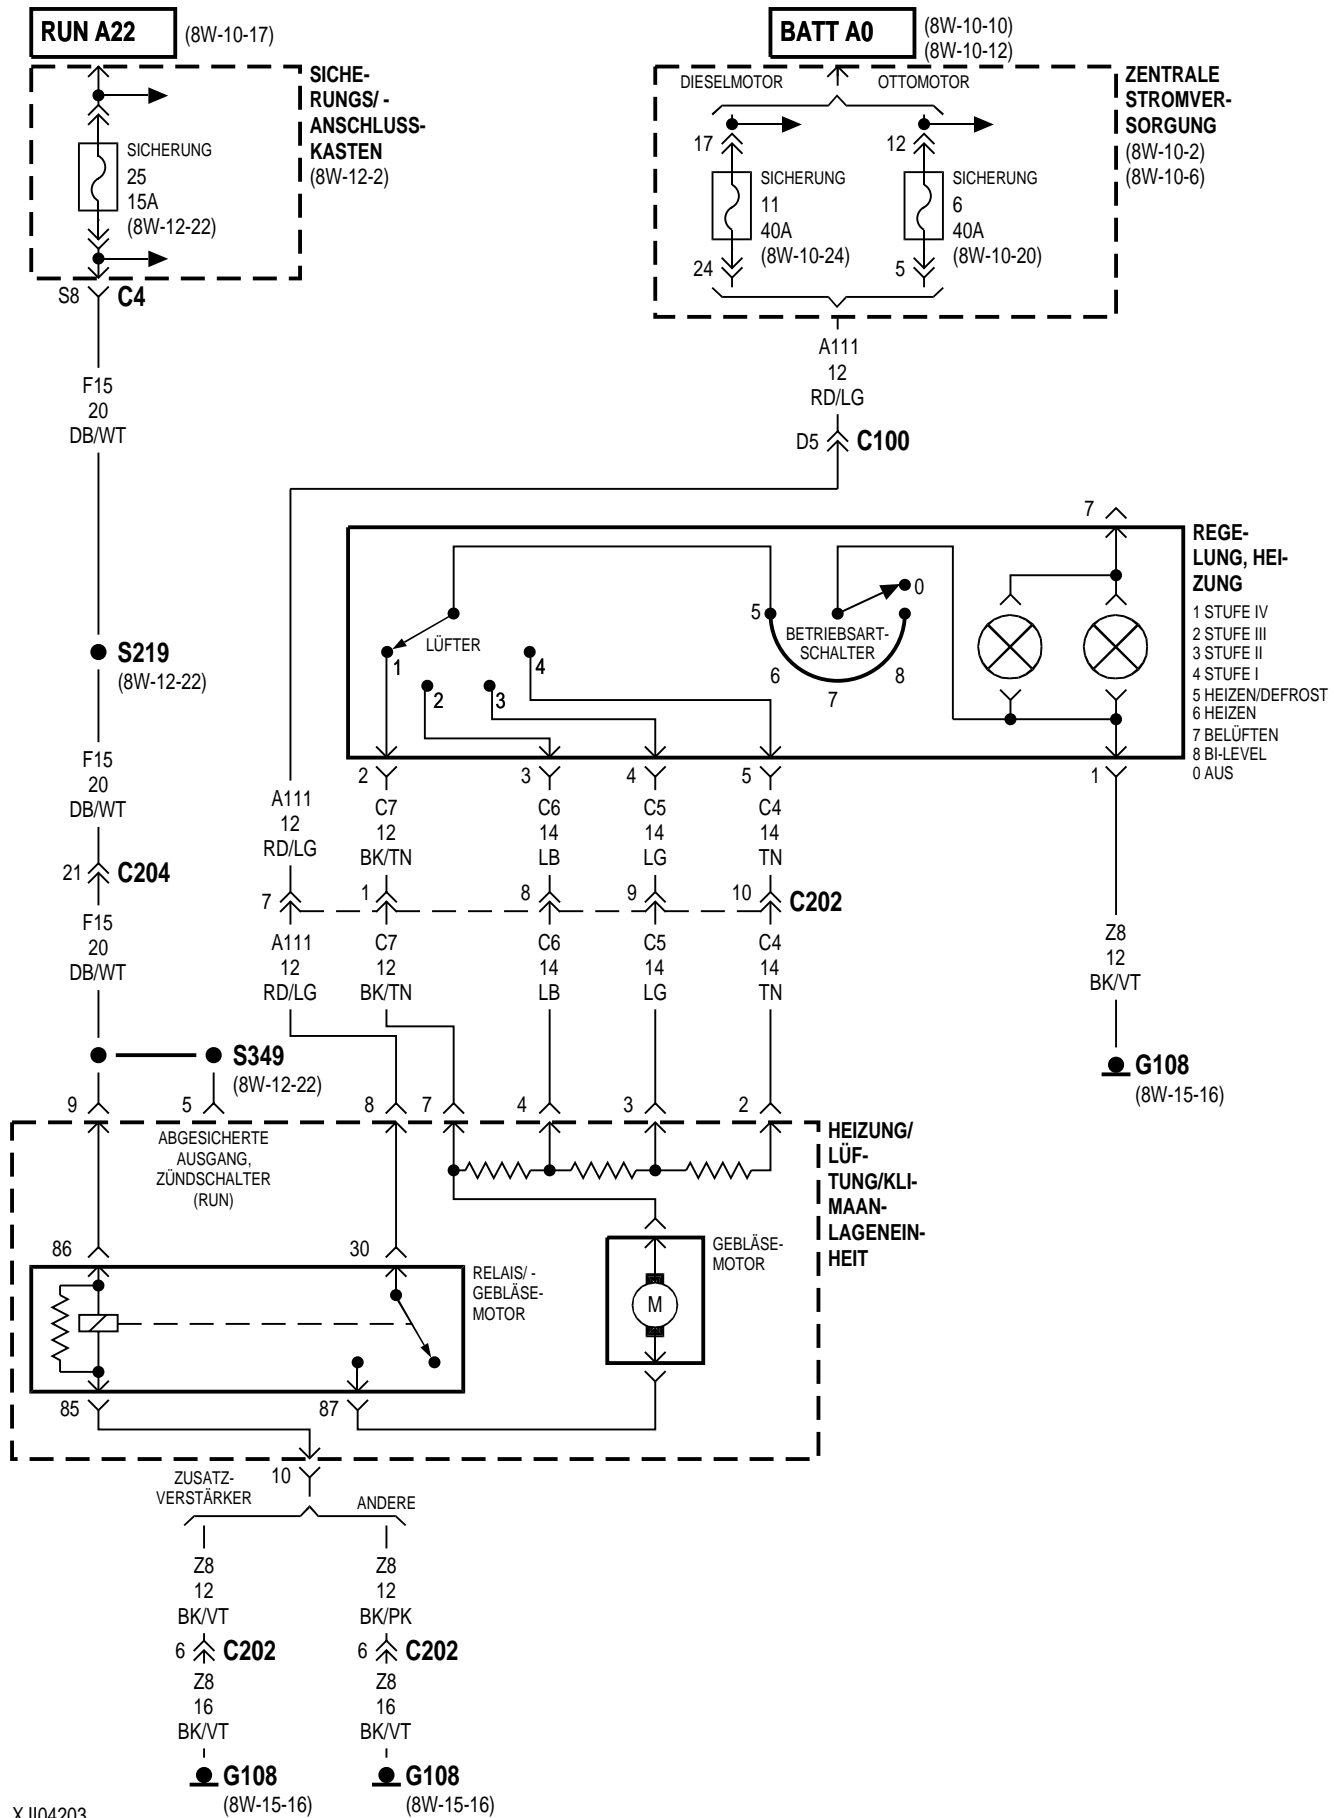 RUN A22
(8W-10-17)
BATT A0
(8W-10-10)
(8W-10-12)
SICHE-
RUNGS/ -
ANSCHLUSS-
KASTEN
(8W-12-2)
SICHERUNG
25
15A
(8W-12-22)
S8
C4
DIESELMOTOR
OTTOMOTOR
17
12
SICHERUNG
11
40A
(8W-10-24)
SICHERUNG
6
40A
(8W-10-20)
24
5
ZENTRALE
STROMVER-
SORGUNG
(8W-10-2)
(8W-10-6)
A111
12
RD/LG
D5
C100
F15
20
DB/WT
S219
(8W-12-22)
F15
20
DB/WT
21
C204
F15
20
DB/WT
S349
(8W-12-22)
7
REGE-
LUNG, HEI-
ZUNG
1 STUFE IV
2 STUFE III
3 STUFE II
4 STUFE I
5 HEIZEN/DEFROST
6 HEIZEN
7 BELÜFTEN
8 BI-LEVEL
0 AUS
LÜFTER
1
2
3
4
BETRIEBSART-
SCHALTER
0
5
6
7
8
2
3
4
5
1
A111
12
RD/LG
C7
12
BK/TN
C6
14
LB
C5
14
LG
C4
14
TN
7
1
8
9
10
C202
A111
12
RD/LG
C7
12
BK/TN
C6
14
LB
C5
14
LG
C4
14
TN
Z8
12
BK/VT
G108
(8W-15-16)
9
5
8
7
4
3
2
ABGESICHERTE
AUSGANG,
ZÜNDSCHALTER
(RUN)
HEIZUNG/
LÜF-
TUNG/KLI-
MAAN-
LAGENEIN-
HEIT
86
30
RELAIS/ -
GEBLÄSE-
MOTOR
GEBLÄSE-
MOTOR
M
85
87
10
ZUSATZ-
VERSTÄRKER
ANDERE
Z8
12
BK/VT
Z8
12
BK/PK
6
C202
6
C202
Z8
16
BK/VT
Z8
16
BK/VT
G108
(8W-15-16)
G108
(8W-15-16)